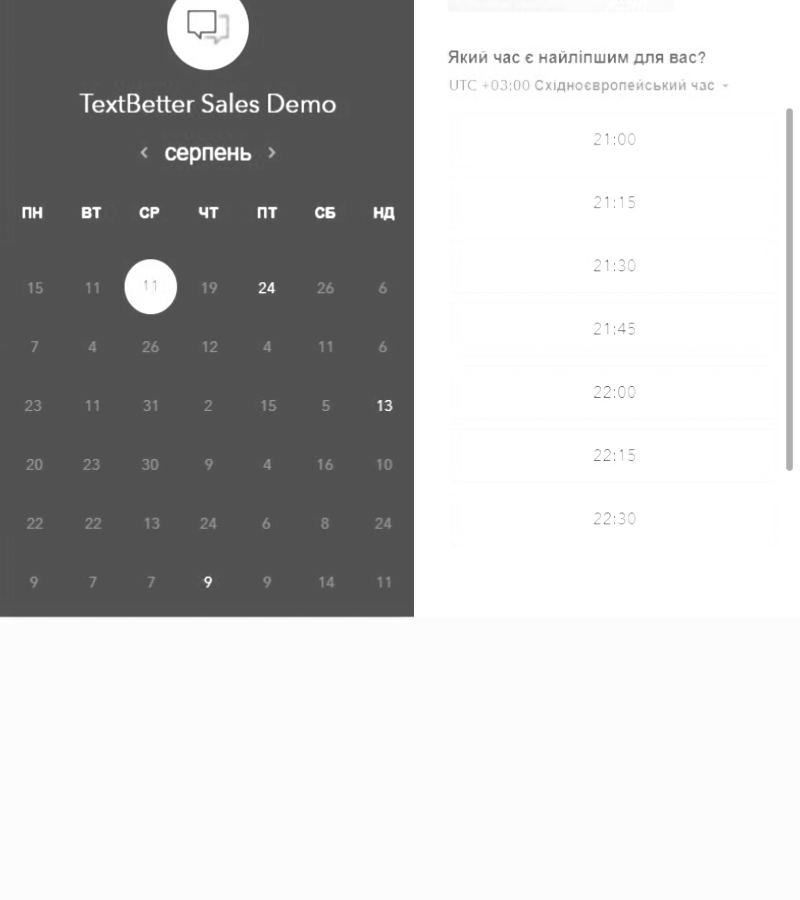 TextBetter Sales Demo
‹ серпень ›
ПН ВТ СР ЧТ ПТ СБ НД
15 11 11 19 24 26 6
7 4 26 12 4 11 6
23 11 31 2 15 5 13
20 23 30 9 4 16 10
22 22 13 24 6 8 24
9 7 7 9 9 14 11
Який час є найліпшим для вас?
UTC +03:00 Східноєвропейський час
21:00
21:15
21:30
21:45
22:00
22:15
22:30